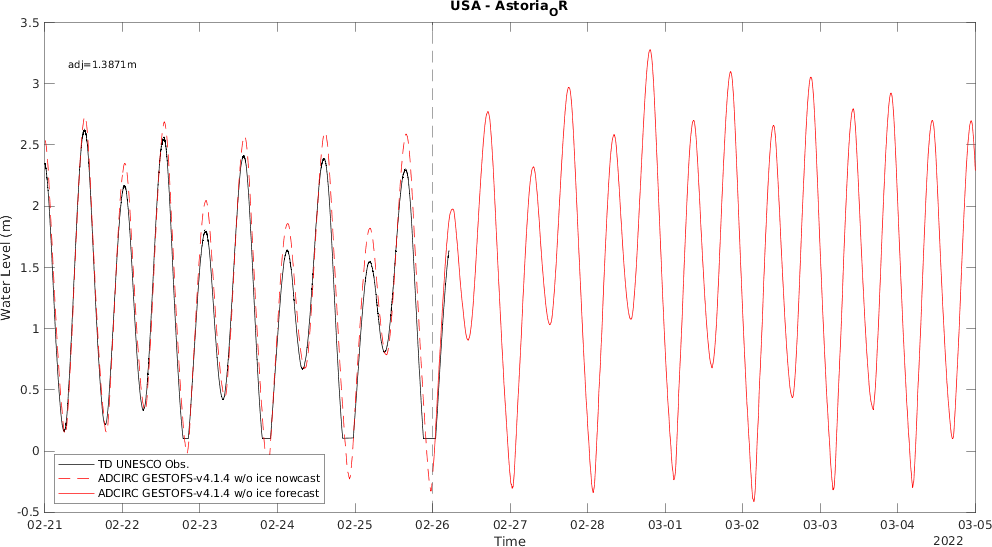 USA - AstoriaOR
3.5
adj=1.3871m
3
2.5
2
1.5
1
0.5
0
-0.5
Water Level (m)
TD UNESCO Obs.
ADCIRC GESTOFS-v4.1.4 w/o ice nowcast
ADCIRC GESTOFS-v4.1.4 w/o ice forecast
02-21 02-22 02-23 02-24 02-25 02-26 02-27 02-28 03-01 03-02 03-03 03-04 03-05
Time
2022